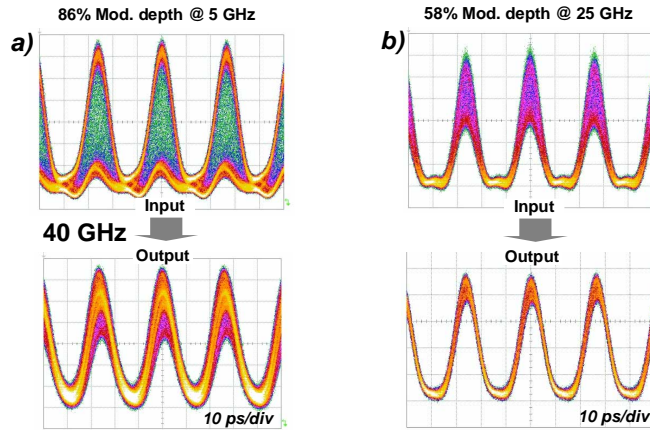 86% Mod. depth @ 5 GHz
a)
Input
40 GHz
Output
10 ps/div
58% Mod. depth @ 25 GHz
b)
Input
Output
10 ps/div